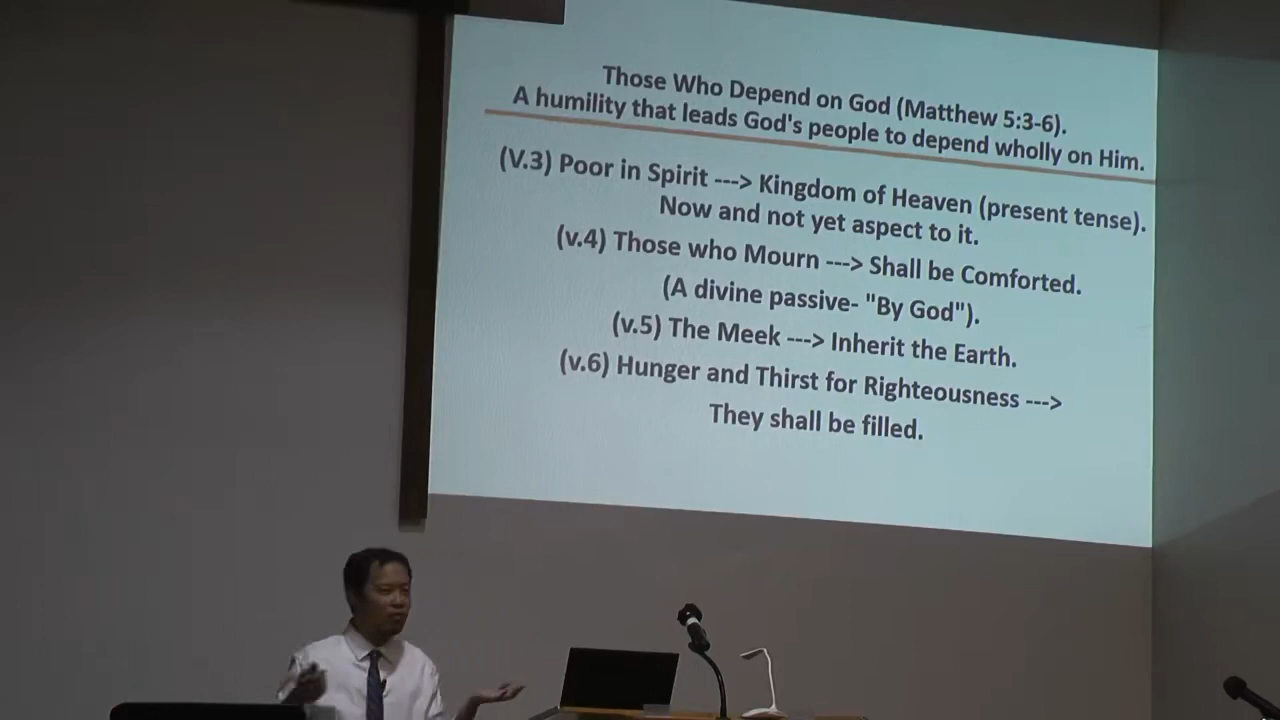 Those Who Depend on God (Matthew 5:3-6).
A humility that leads God's people to depend wholly on Him.
(V.3) Poor in Spirit ---> Kingdom of Heaven (present tense).
Now and not yet aspect to it.
(v.4) Those who Mourn ---> Shall be Comforted.
(A divine passive- "By God").
(v.5) The Meek ---> Inherit the Earth.
(v.6) Hunger and Thirst for Righteousness --->
They shall be filled.